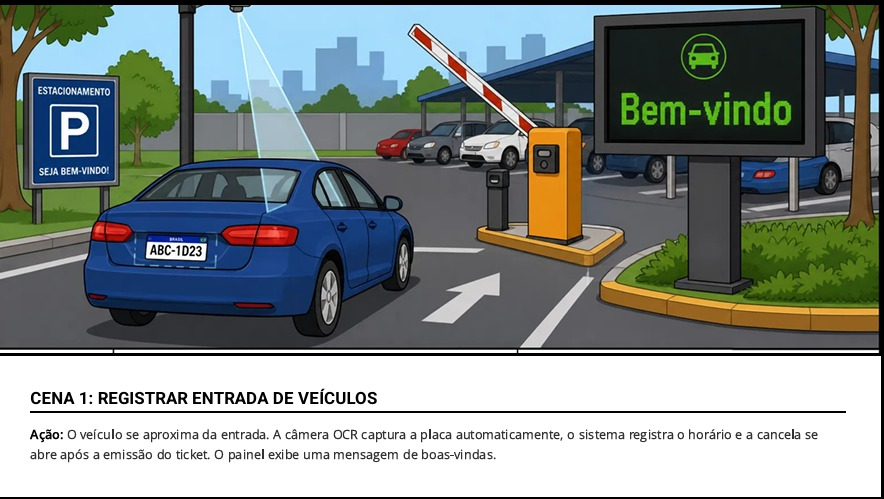 ESTACIONAMENTO
P
SEJA BEM-VINDO!
BRASIL
ABC-1D23
Bem-vindo
CENA 1: REGISTRAR ENTRADA DE VEÍCULOS
Ação: O veículo se aproxima da entrada. A câmera OCR captura a placa automaticamente, o sistema registra o horário e a cancela se
abre após a emissão do ticket. O painel exibe uma mensagem de boas-vindas.